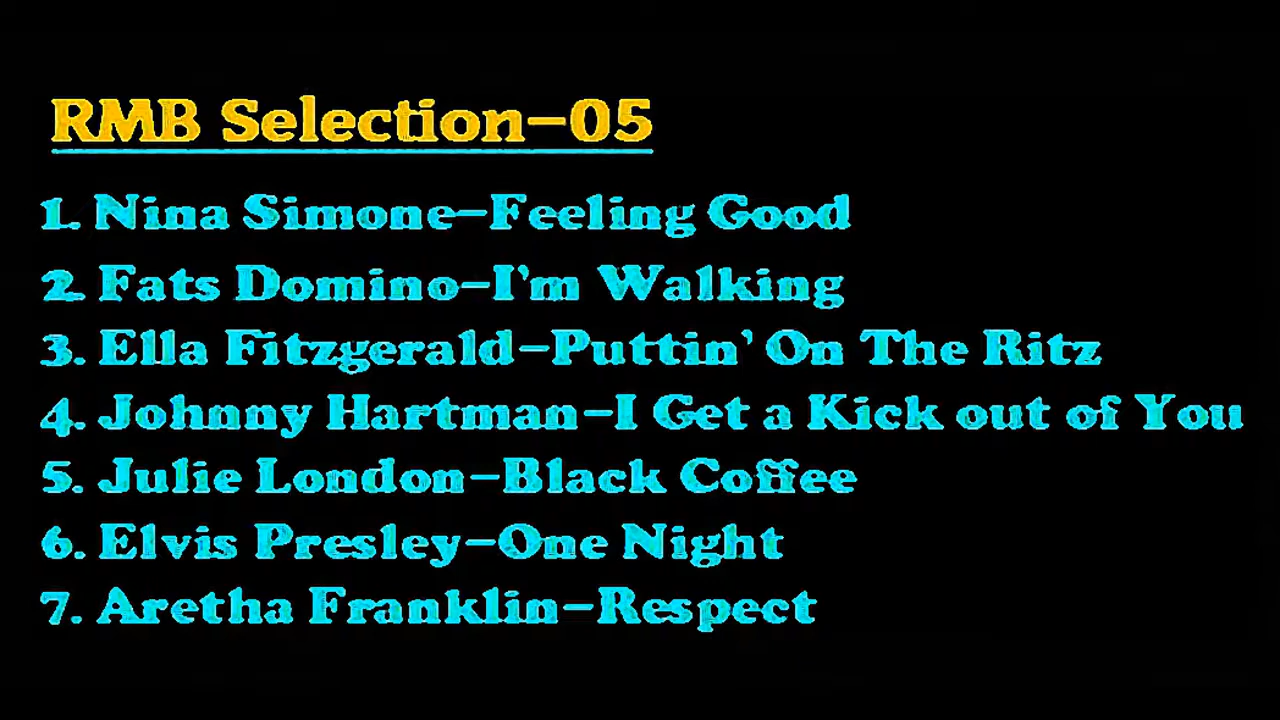 RMB Selection-05
1. Nina Simone-Feeling Good
2. Fats Domino-I'm Walking
3. Ella Fitzgerald-Puttin' On The Ritz
4. Johnny Hartman-I Get a Kick out of You
5. Julie London-Black Coffee
6. Elvis Presley-One Night
7. Aretha Franklin-Respect